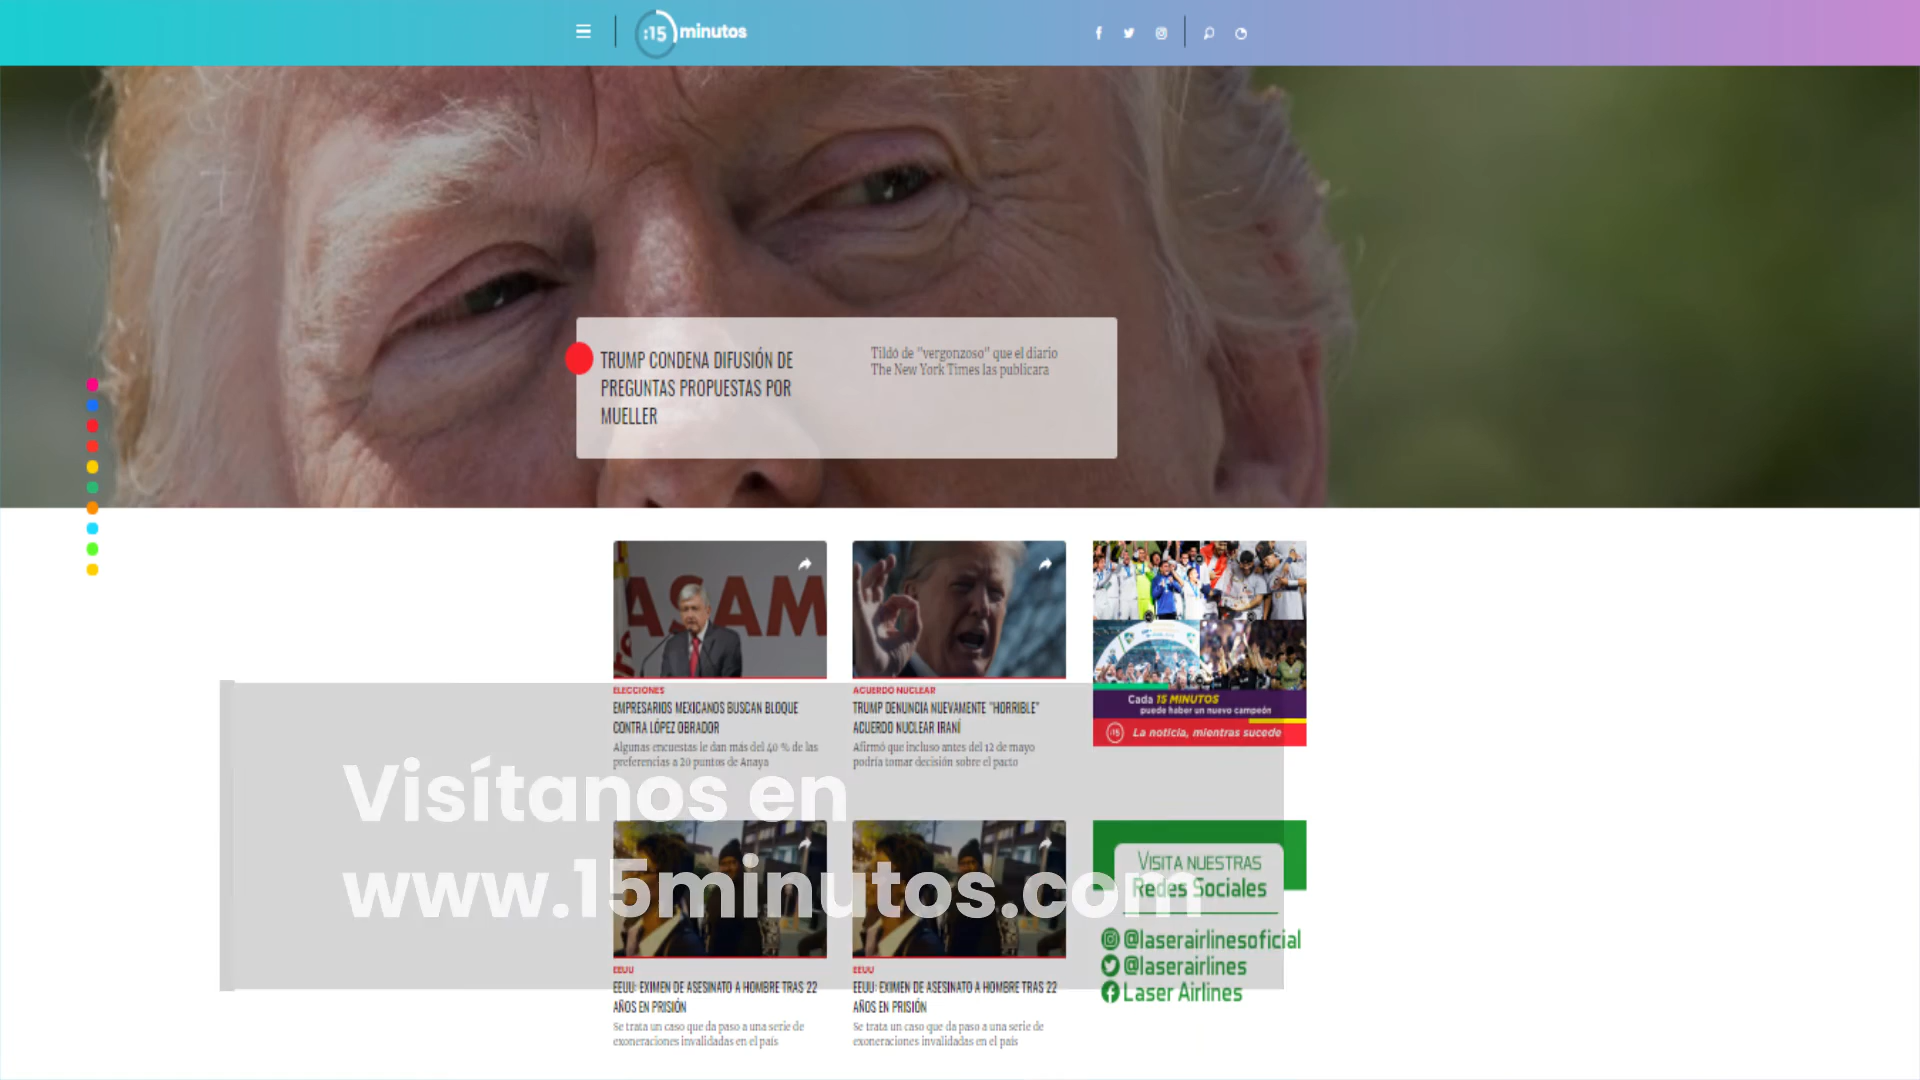 :15 minutos
TRUMP CONDENA DIFUSIÓN DE
PREGUNTAS PROPUESTAS POR
MUELLER
Tildó de "vergonzoso" que el diario
The New York Times las publicara
ASAM
ELECCIONES
EMPRESARIOS MEXICANOS BUSCAN BLOQUE
CONTRA LÓPEZ OBRADOR
Algunas encuestas le dan más del 40 % de las
preferencias a 20 puntos de Anaya
ACUERDO NUCLEAR
TRUMP DENUNCIA NUEVAMENTE "HORRIBLE"
ACUERDO NUCLEAR IRANÍ
Afirmó que incluso antes del 12 de mayo
podría tomar decisión sobre el pacto
Cada 15 MINUTOS
puede haber un nuevo campeón
:15 La noticia, mientras sucede
Visítanos en
www.15minutos.com
EEUU
EEUU: EXIMEN DE ASESINATO A HOMBRE TRAS 22
AÑOS EN PRISIÓN
Se trata un caso que da paso a una serie de
exoneraciones invalidadas en el país
EEUU
EEUU: EXIMEN DE ASESINATO A HOMBRE TRAS 22
AÑOS EN PRISIÓN
Se trata un caso que da paso a una serie de
exoneraciones invalidadas en el país
VISITA NUESTRAS
Redes Sociales
@laserairlinesoficial
@laserairlines
Laser Airlines